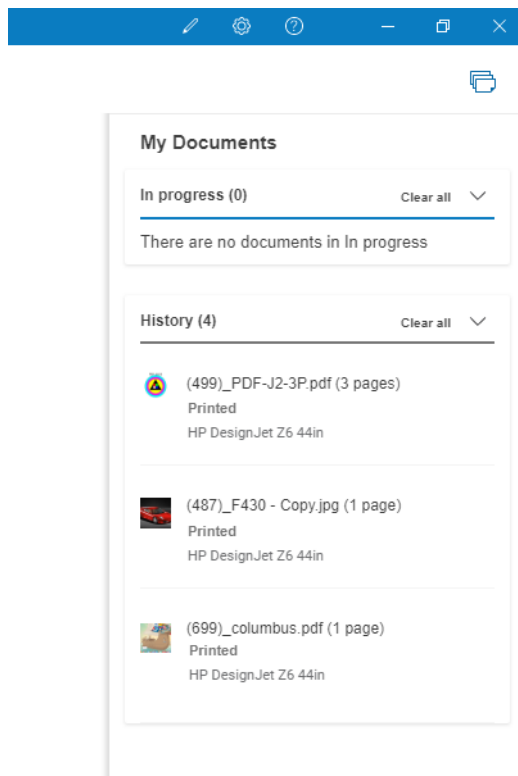 My Documents
In progress (0) Clear all
There are no documents in In progress
History (4) Clear all
(499)_PDF-J2-3P.pdf (3 pages)
Printed
HP DesignJet Z6 44in
(487)_F430 - Copy.jpg (1 page)
Printed
HP DesignJet Z6 44in
(699)_columbus.pdf (1 page)
Printed
HP DesignJet Z6 44in